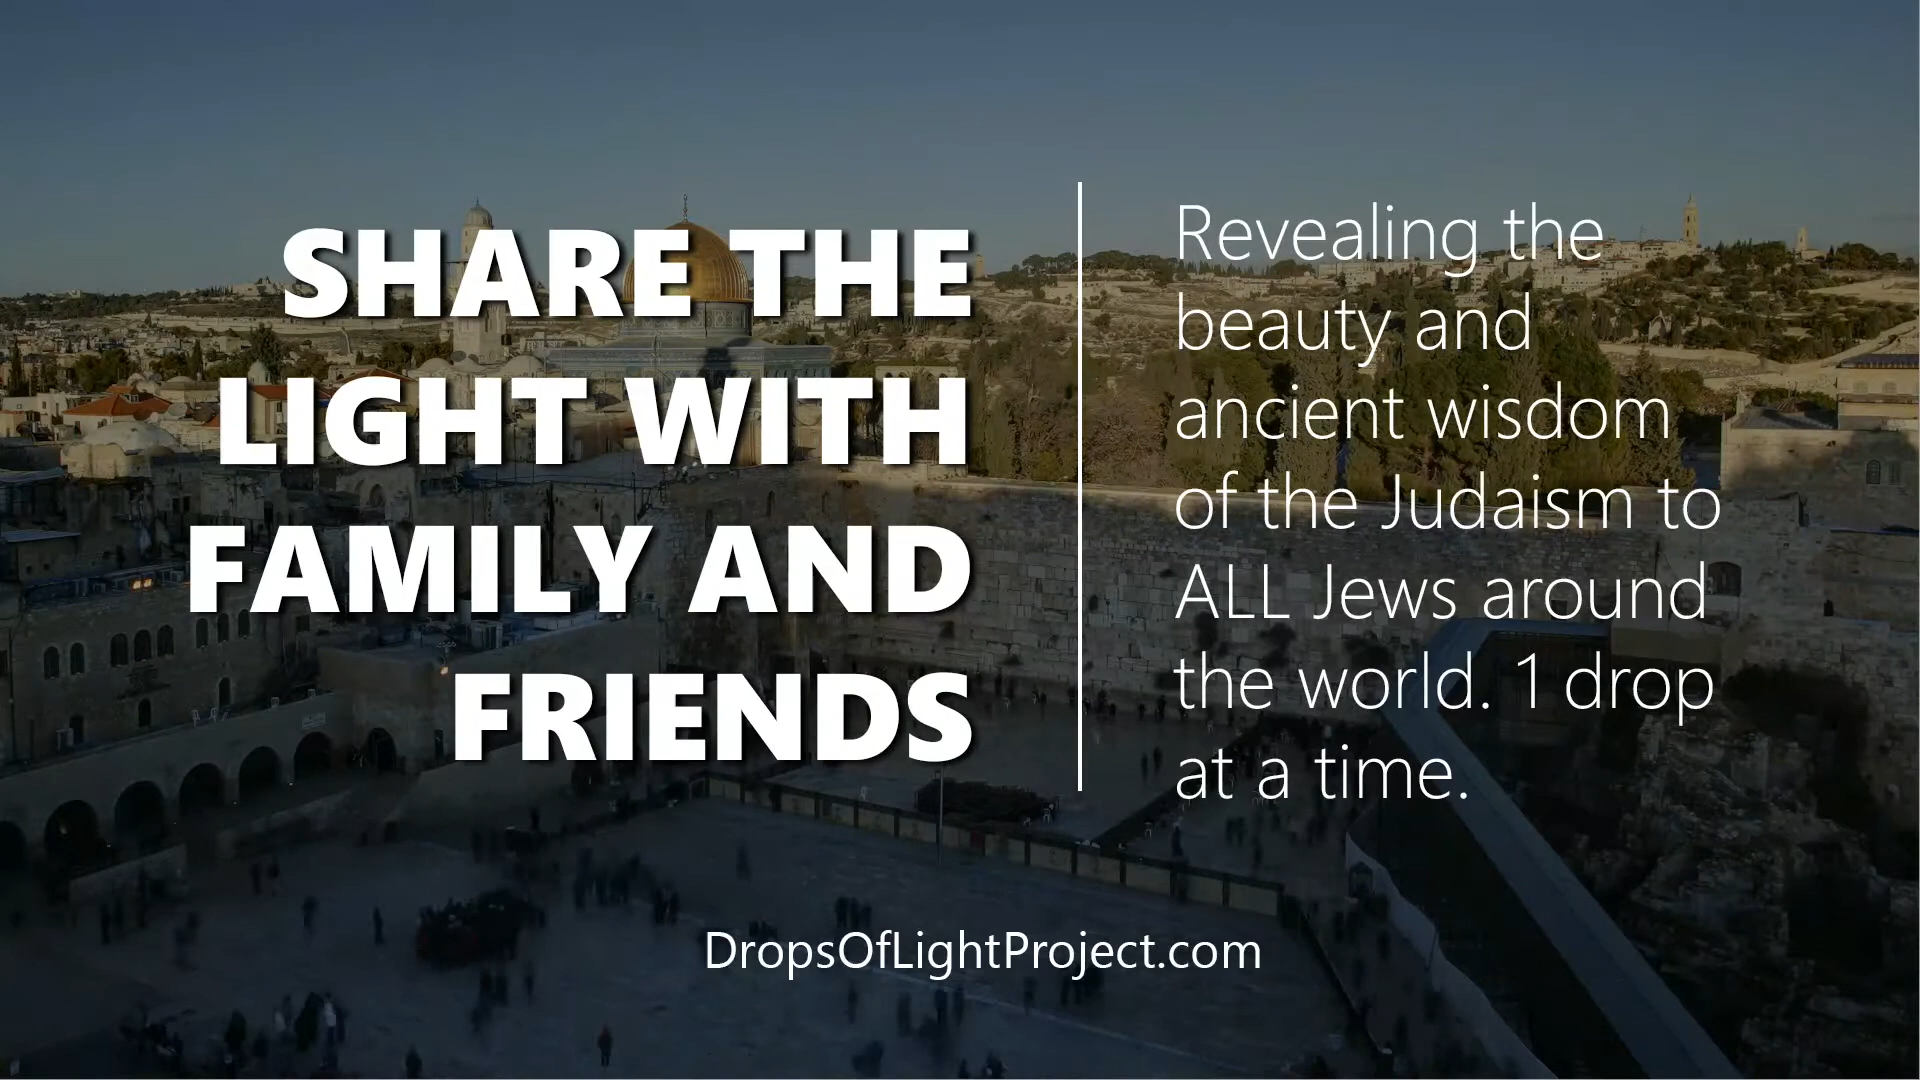 SHARE THE
LIGHT WITH
FAMILY AND
FRIENDS
Revealing the
beauty and
ancient wisdom
of the Judaism to
ALL Jews around
the world. 1 drop
at a time.
DropsOfLightProject.com